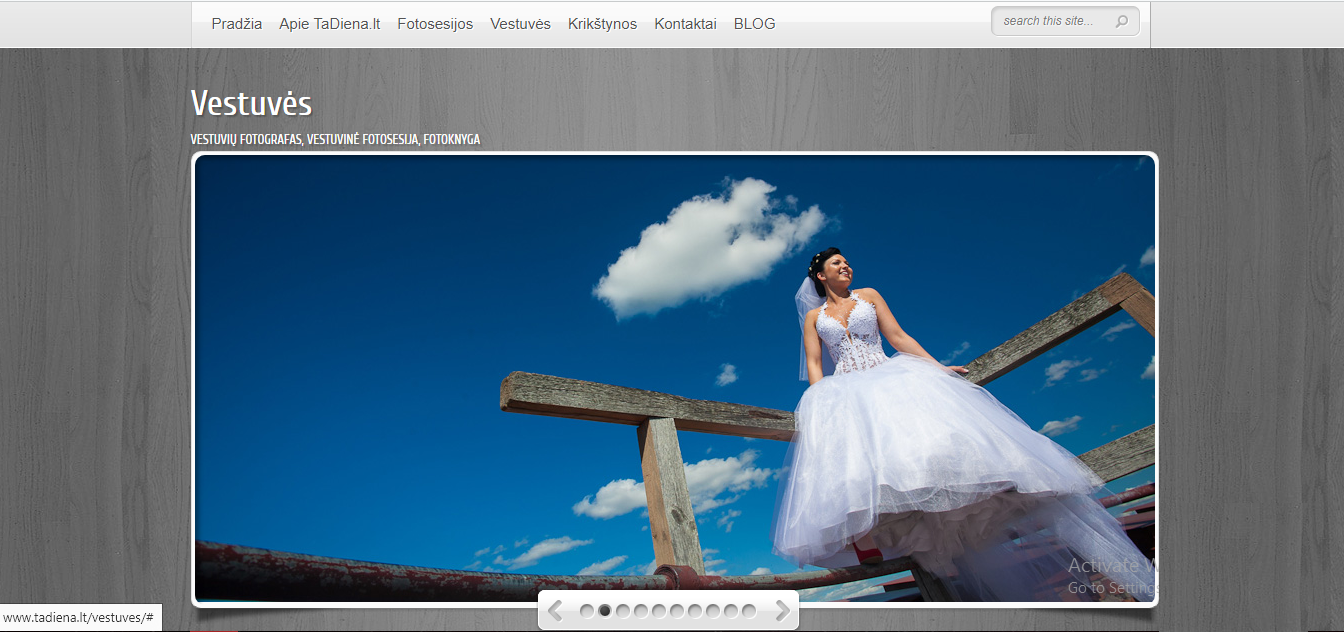 Pradžia Apie TaDiena.lt Fotosesijos Vestuvės Krikštynos Kontaktai BLOG search this site...
Vestuvės
VESTUVIŲ FOTOGRAFAS, VESTUVINĖ FOTOSESIJA, FOTOKNYGA
Activate W
Go to Settings
www.tadiena.lt/vestuves/#